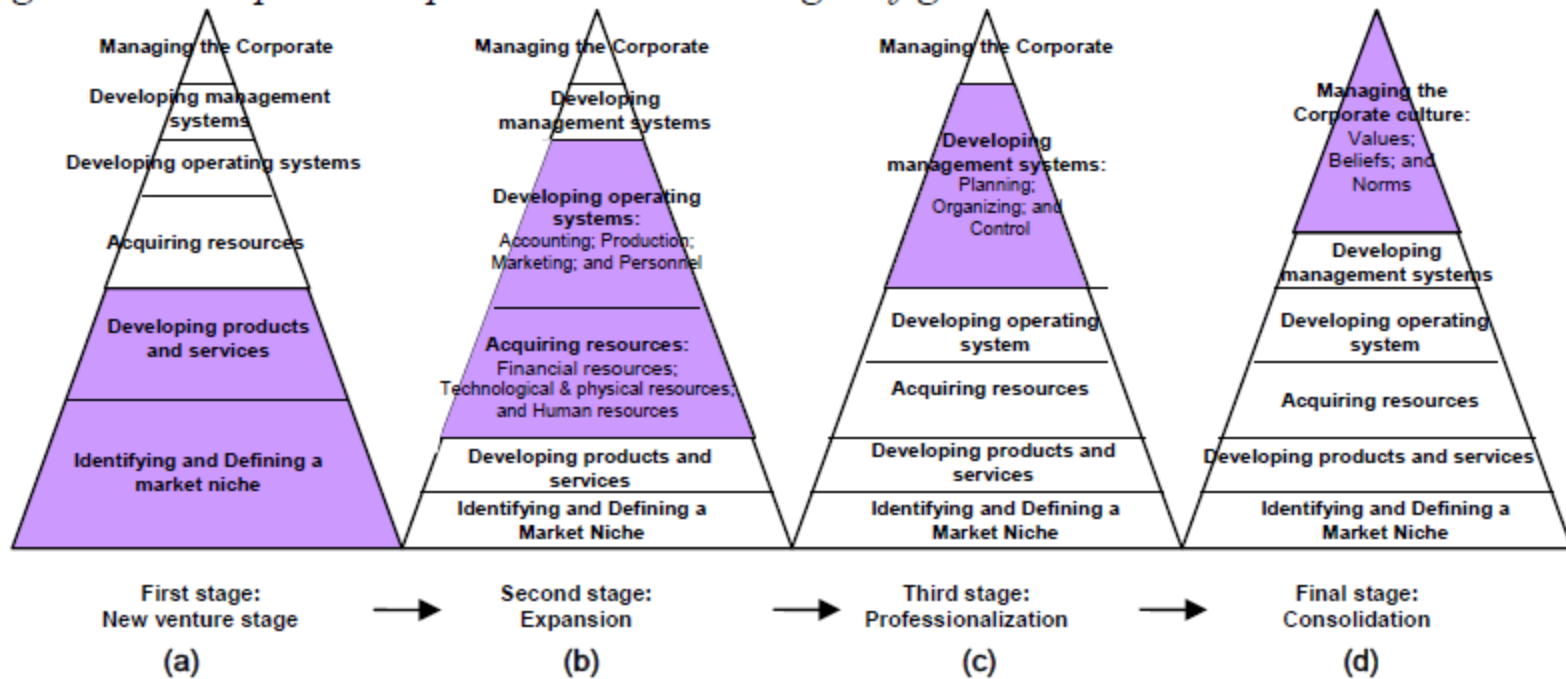 Managing the Corporate
Developing management
systems
Developing operating systems
Acquiring resources
Developing products
and services
Identifying and Defining a
market niche
First stage:
New venture stage
(a)
Managing the Corporate
Developing
management systems
Developing operating
systems:
Accounting; Production;
Marketing; and Personnel
Acquiring resources:
Financial resources;
Technological & physical resources;
and Human resources
Developing products and
services
Identifying and Defining a
Market Niche
Second stage:
Expansion
(b)
Managing the Corporate
Developing
management systems:
Planning;
Organizing; and
Control
Developing operating
system
Acquiring resources
Developing products and
services
Identifying and Defining a
Market Niche
Third stage:
Professionalization
(c)
Managing the
Corporate culture:
Values;
Beliefs; and
Norms
Developing
management systems
Developing operating
system
Acquiring resources
Developing products and services
Identifying and Defining a
Market Niche
Final stage:
Consolidation
(d)